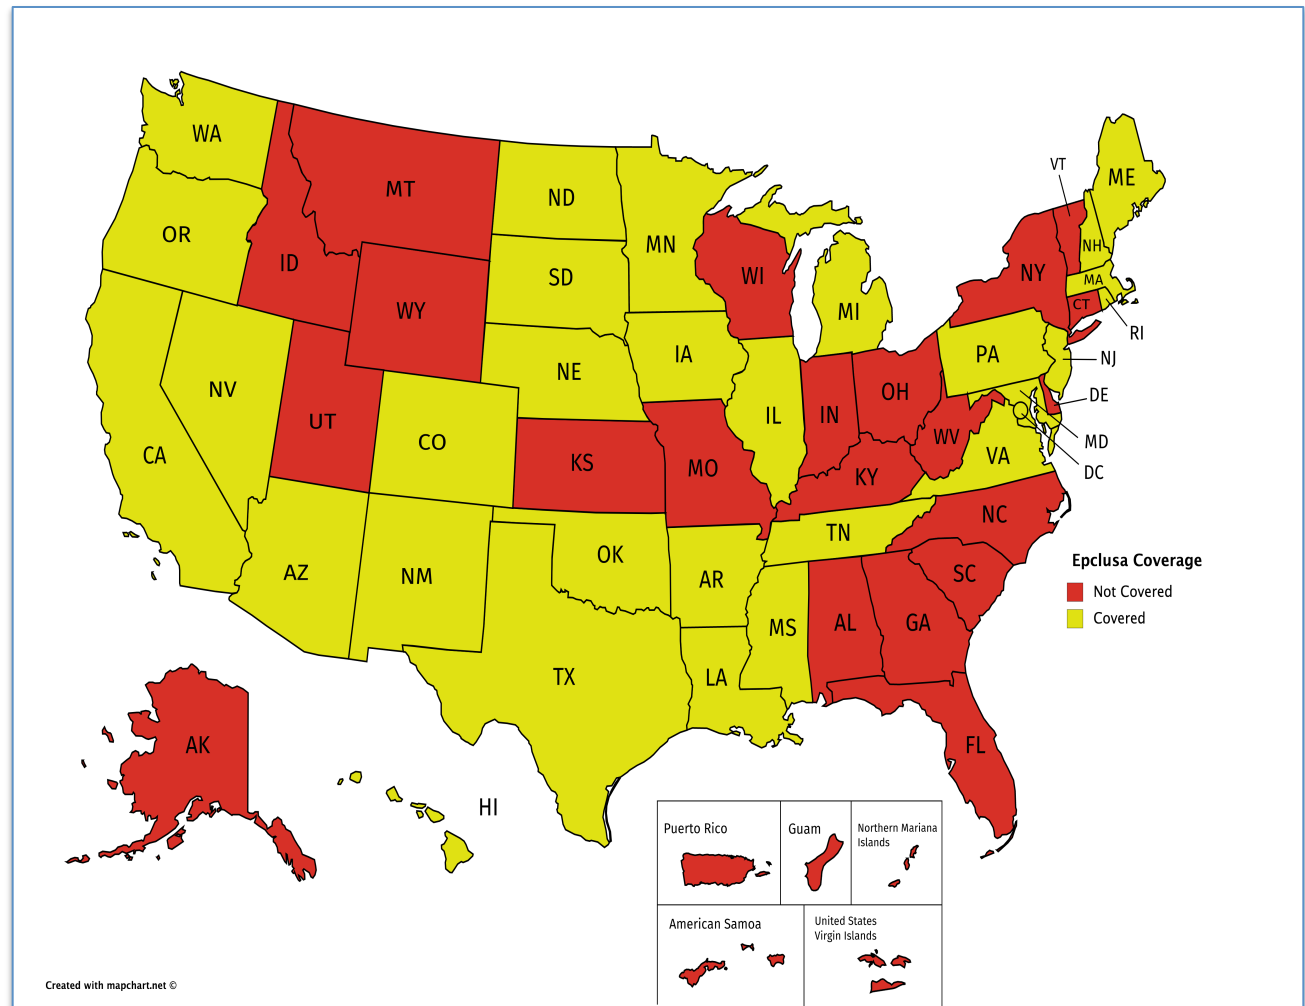 WA
VT
ME
MT
ND
OR
MN
NH
ID
WI
NY
SD
MA
WY
CT
MI
RI
IA
PA
NJ
NE
NV
OH
DE
UT
IL
IN
CO
WV
MD
CA
KS
MO
VA
DC
KY
NC
TN
OK
Epclusa Coverage
AZ
NM
AR
SC
Not Covered
MS
AL
GA
Covered
TX
LA
AK
FL
HI
Puerto Rico
Guam
Northern Mariana
Islands
American Samoa
United States
Virgin Islands
Created with mapchart.net ©